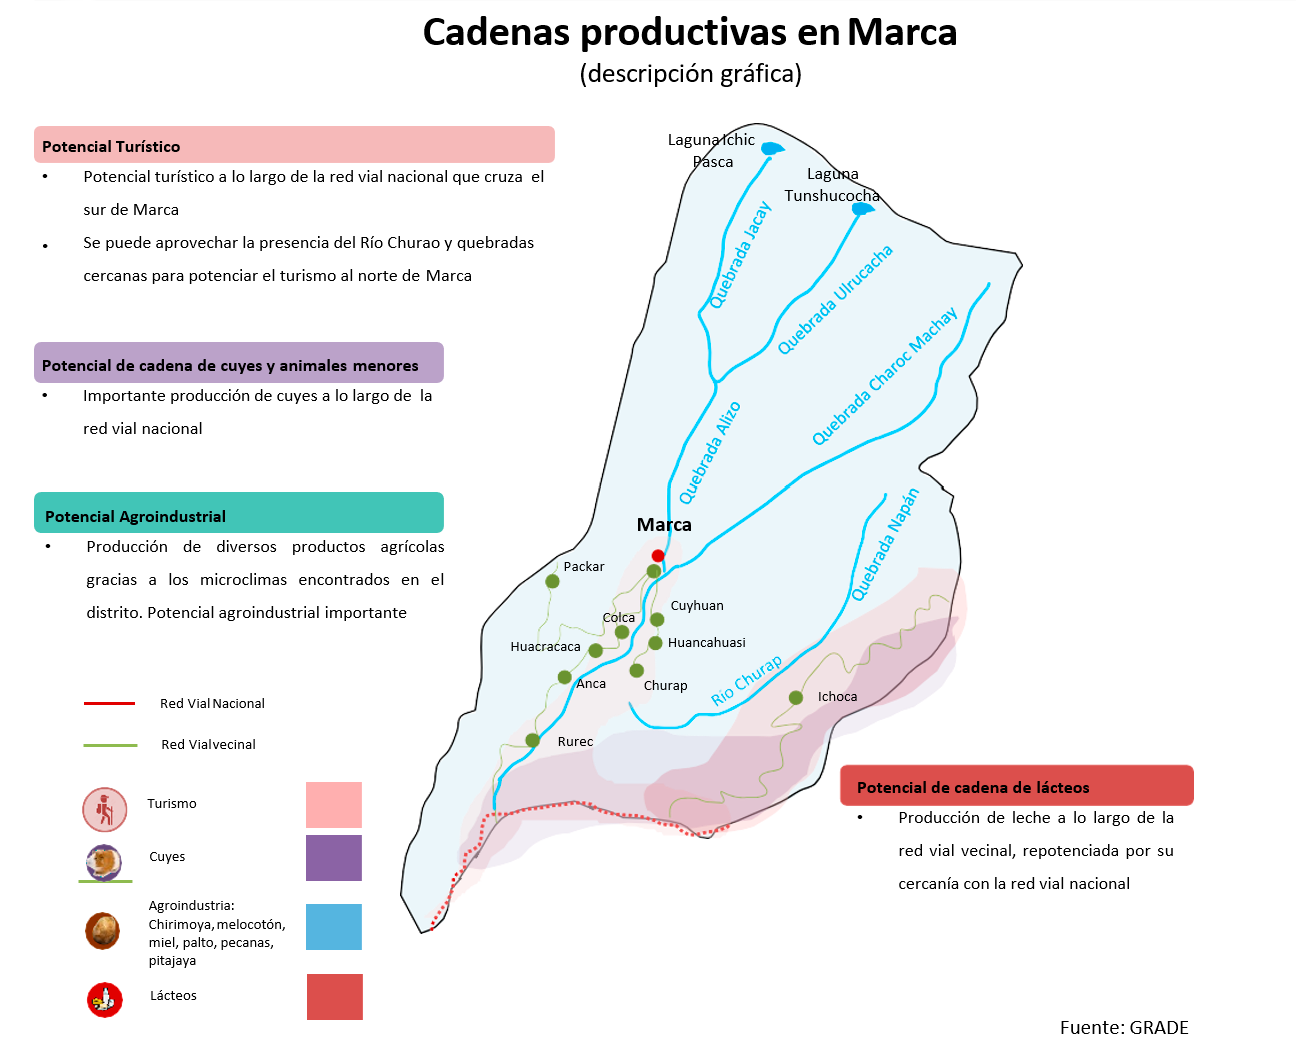 Cadenas productivas en Marca
(descripción gráfica)
Potencial Turístico
• Potencial turístico a lo largo de la red vial nacional que cruza el
sur de Marca
• Se puede aprovechar la presencia del Río Churao y quebradas
cercanas para potenciar el turismo al norte de Marca
Potencial de cadena de cuyes y animales menores
• Importante producción de cuyes a lo largo de la
red vial nacional
Potencial Agroindustrial
• Producción de diversos productos agrícolas
gracias a los microclimas encontrados en el
distrito. Potencial agroindustrial importante
Red Vial Nacional
Red Vial vecinal
Turismo
Cuyes
Agroindustria:
Chirimoya, melocotón,
miel, palto, pecanas,
pitajaya
Lácteos
Laguna Ichic
Pasca
Laguna
Tunshucocha
Quebrada Jacay
Quebrada Ulrucacha
Quebrada Charoc Machay
Quebrada Alizo
Quebrada Napán
Marca
Packar
Cuyhuan
Colca
Huancahuasi
Huacracaca
Anca
Churap
Río Churap
Ichoca
Rurec
Potencial de cadena de lácteos
• Producción de leche a lo largo de la
red vial vecinal, repotenciada por su
cercanía con la red vial nacional
Fuente: GRADE